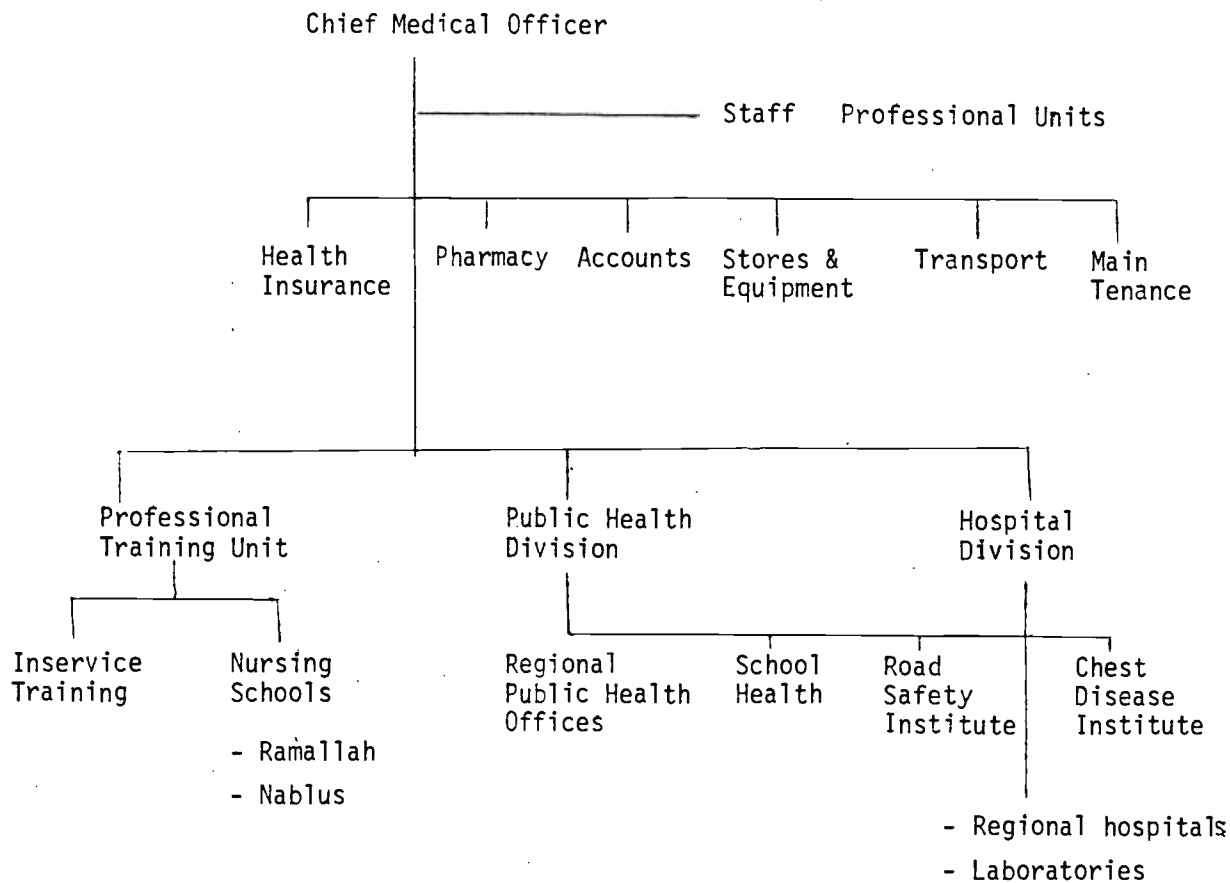 Chief Medical Officer
Staff Professional Units
Health
Insurance
Pharmacy
Accounts
Stores &
Equipment
Transport
Main
Tenance
Professional
Training Unit
Public Health
Division
Hospital
Division
Inservice
Training
Nursing
Schools
- Ramallah
- Nablus
Regional
Public Health
Offices
School
Health
Road
Safety
Institute
Chest
Disease
Institute
- Regional hospitals
- Laboratories